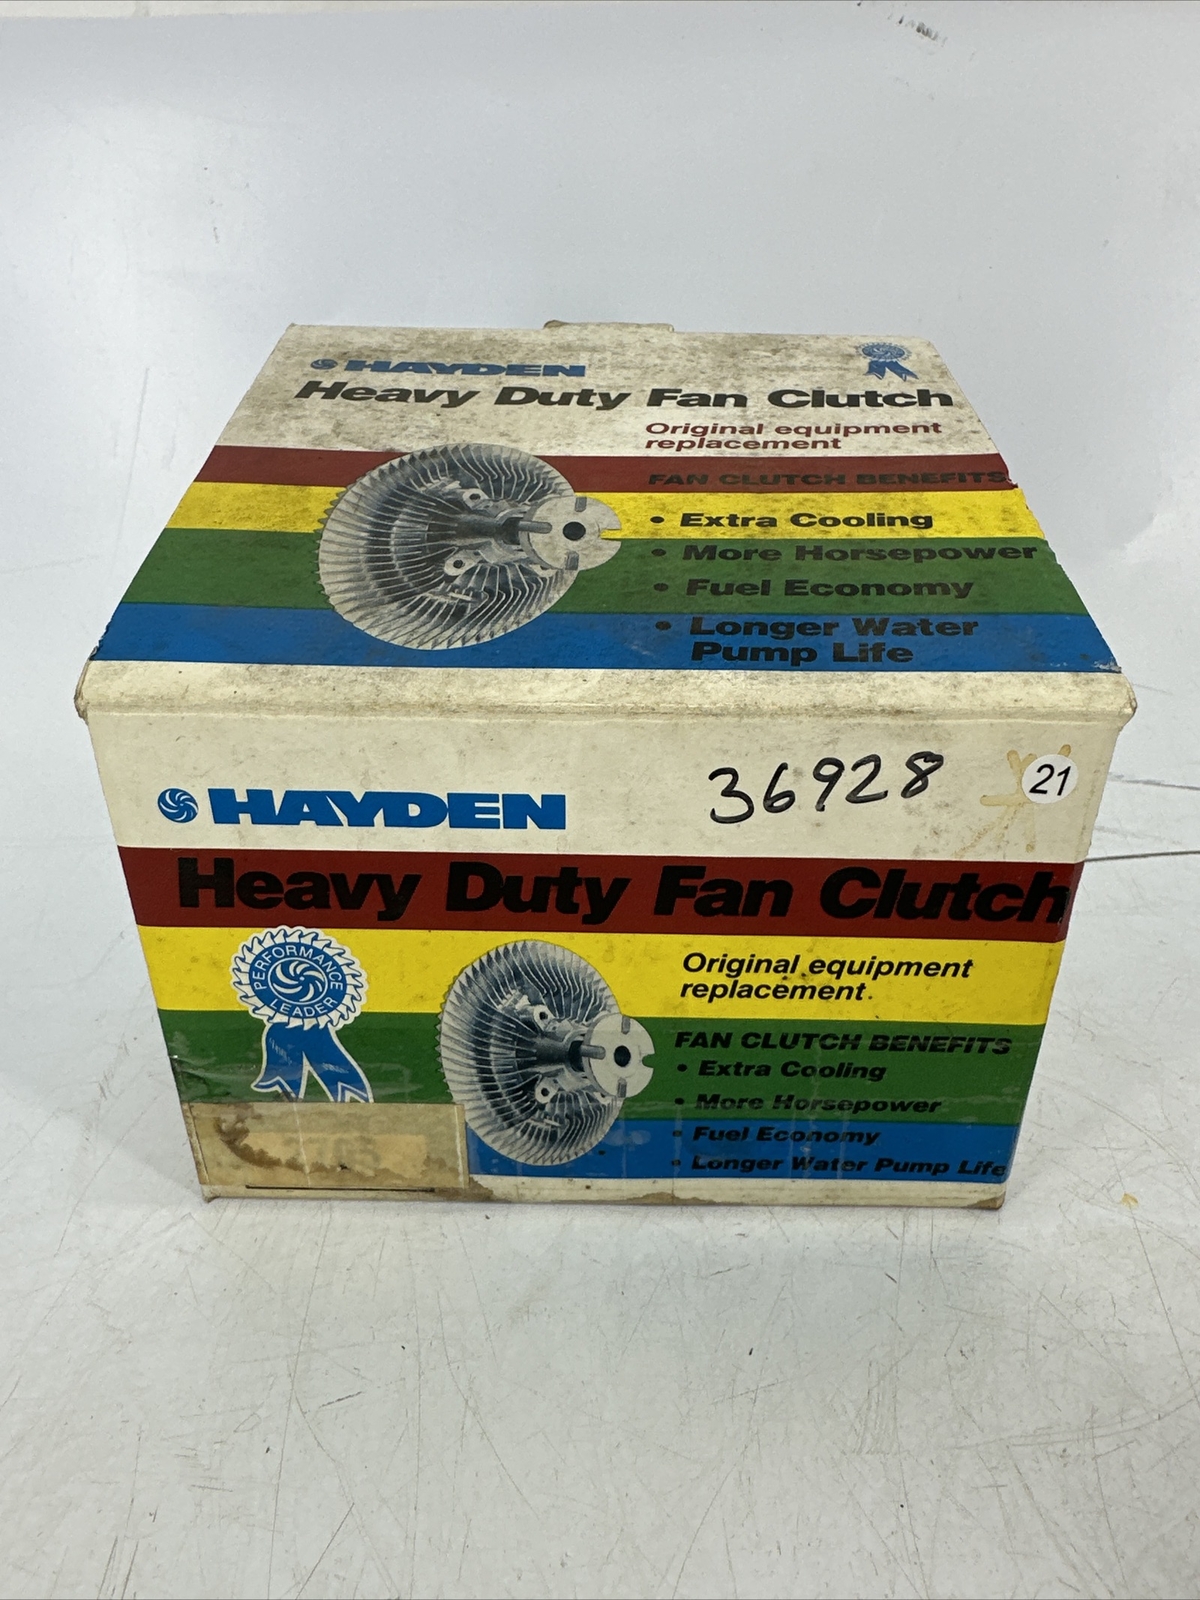 HAYDEN
Heavy Duty Fan Clutch
Original equipment
replacement
FAN CLUTCH BENEFITS
• Extra Cooling
• More Horsepower
• Fuel Economy
• Longer Water
Pump Life
HAYDEN
36928
21
Heavy Duty Fan Clutch
PERFORMANCE
LEADER
Original equipment
replacement.
FAN CLUTCH BENEFITS
• Extra Cooling
• More Horsepower
• Fuel Economy
• Longer Water Pump Life